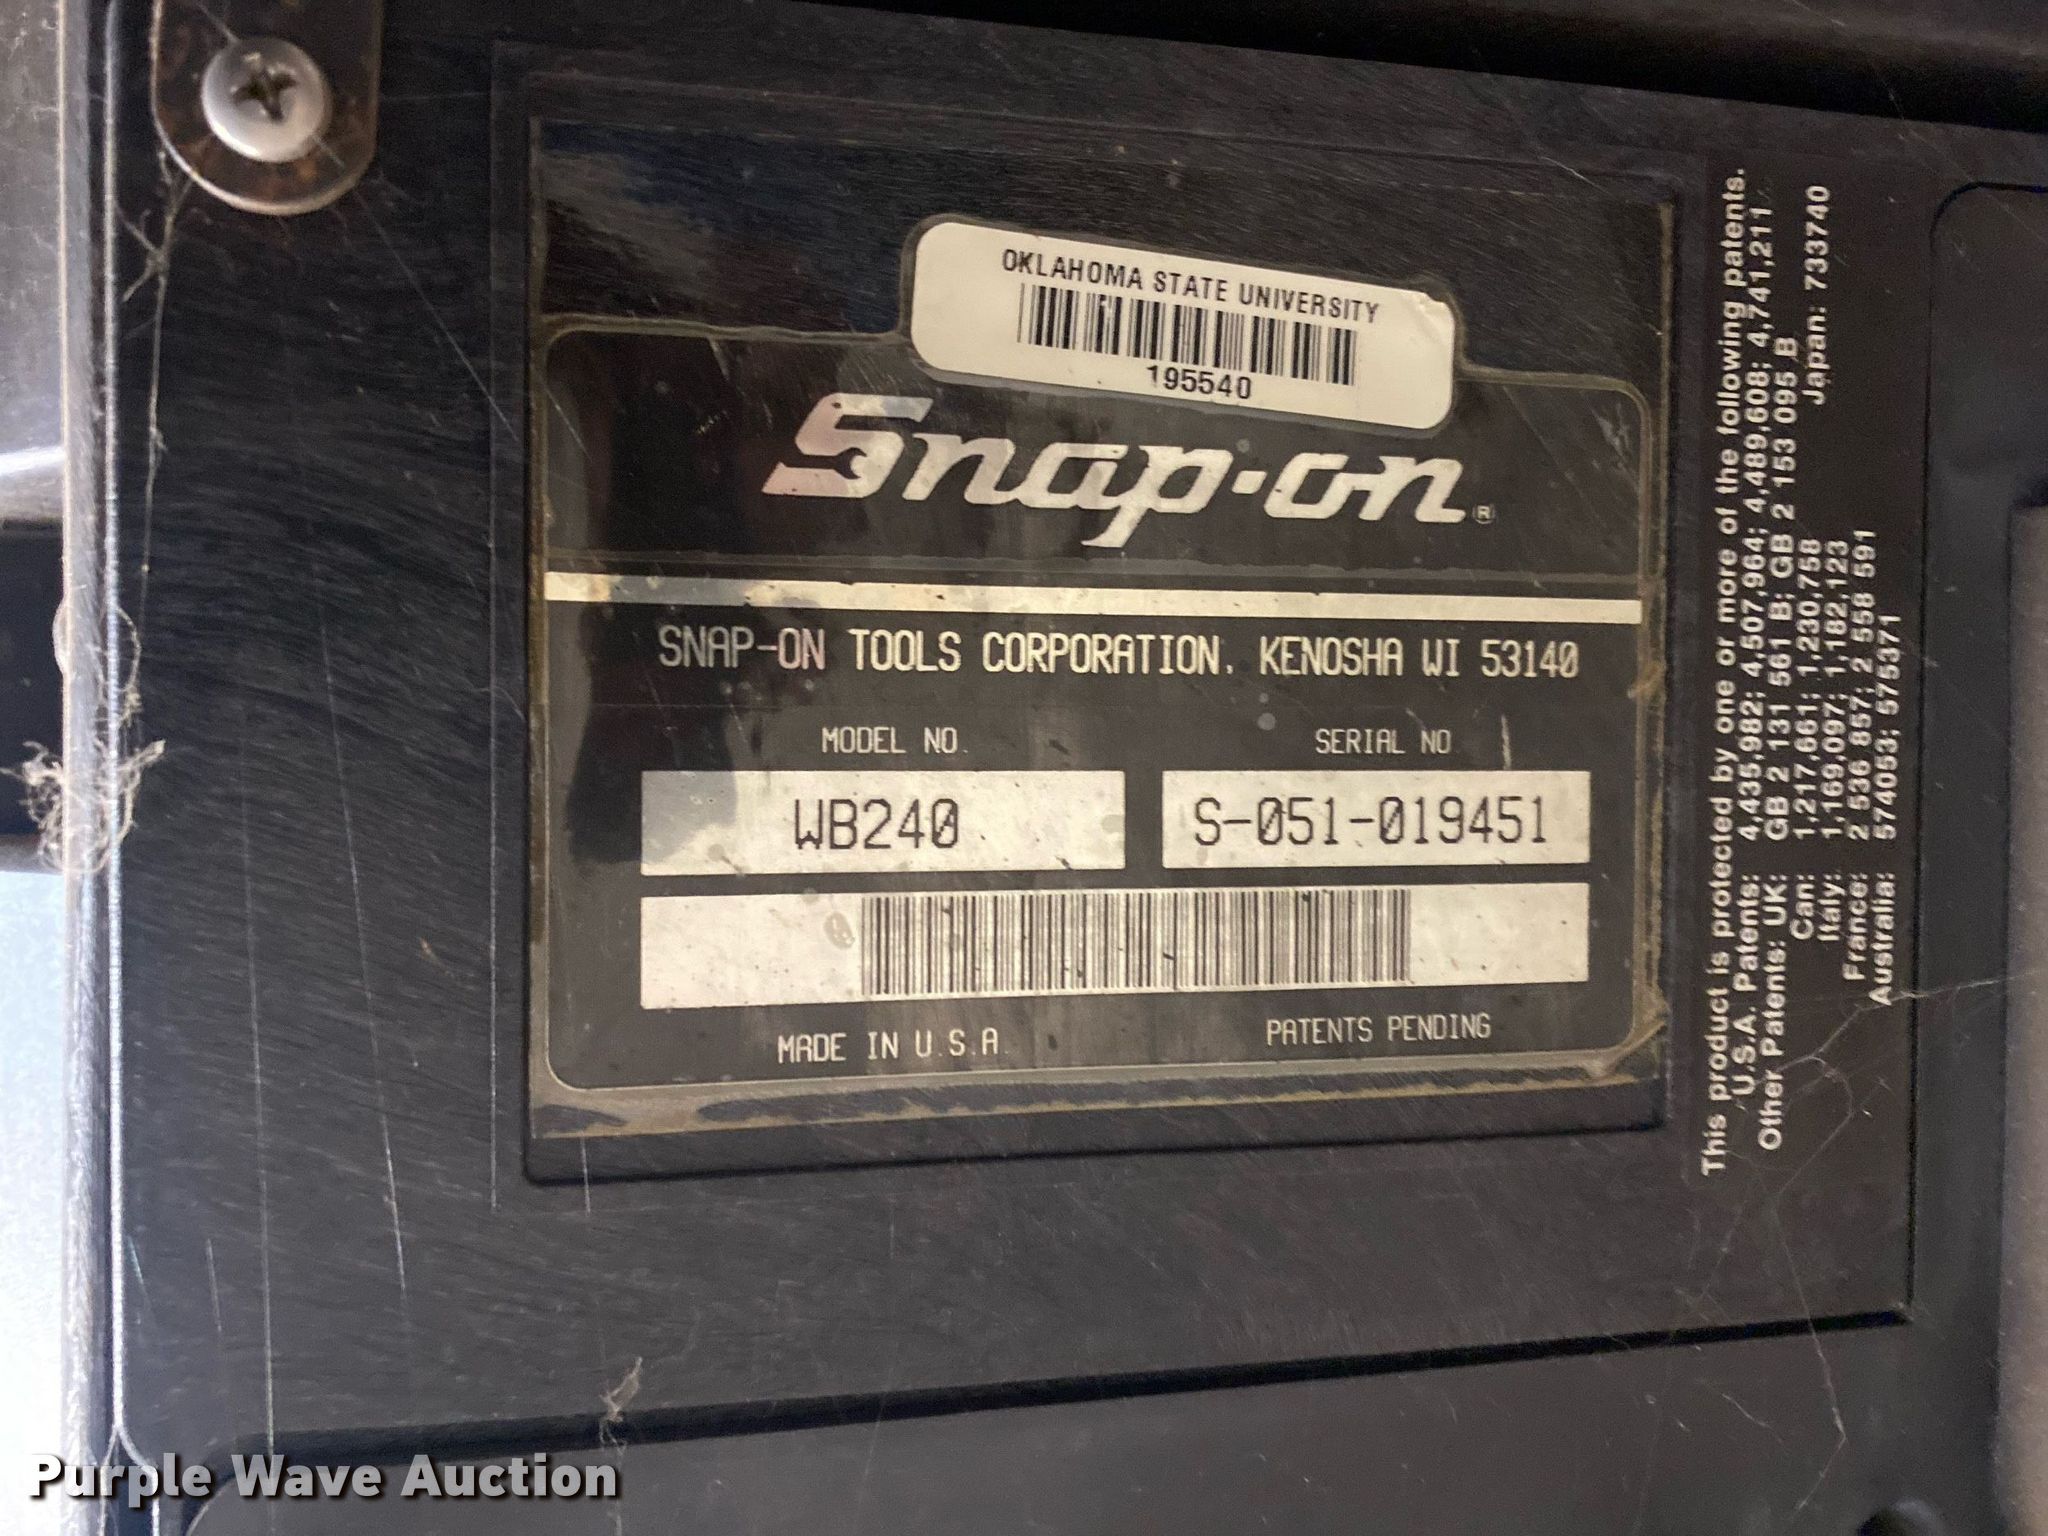 OKLAHOMA STATE UNIVERSITY
195540
Snap-on®
SNAP-ON TOOLS CORPORATION, KENOSHA WI 53140
MODEL NO.
SERIAL NO
WB240
S-051-019451
MADE IN U.S.A.
PATENTS PENDING
This product is protected by one or more of the following patents.
U.S.A. Patents: 4,435,982; 4,507,964; 4,489,608; 4,741,211
Other Patents: UK: GB 2 131 561 B; GB 2 153 095 B
Can: 1,217,661; 1,230,758
Japan: 733740
Italy: 1,169,097; 1,182,123
France: 2 536 857; 2 558 591
Australia: 574053; 575371
Purple Wave Auction